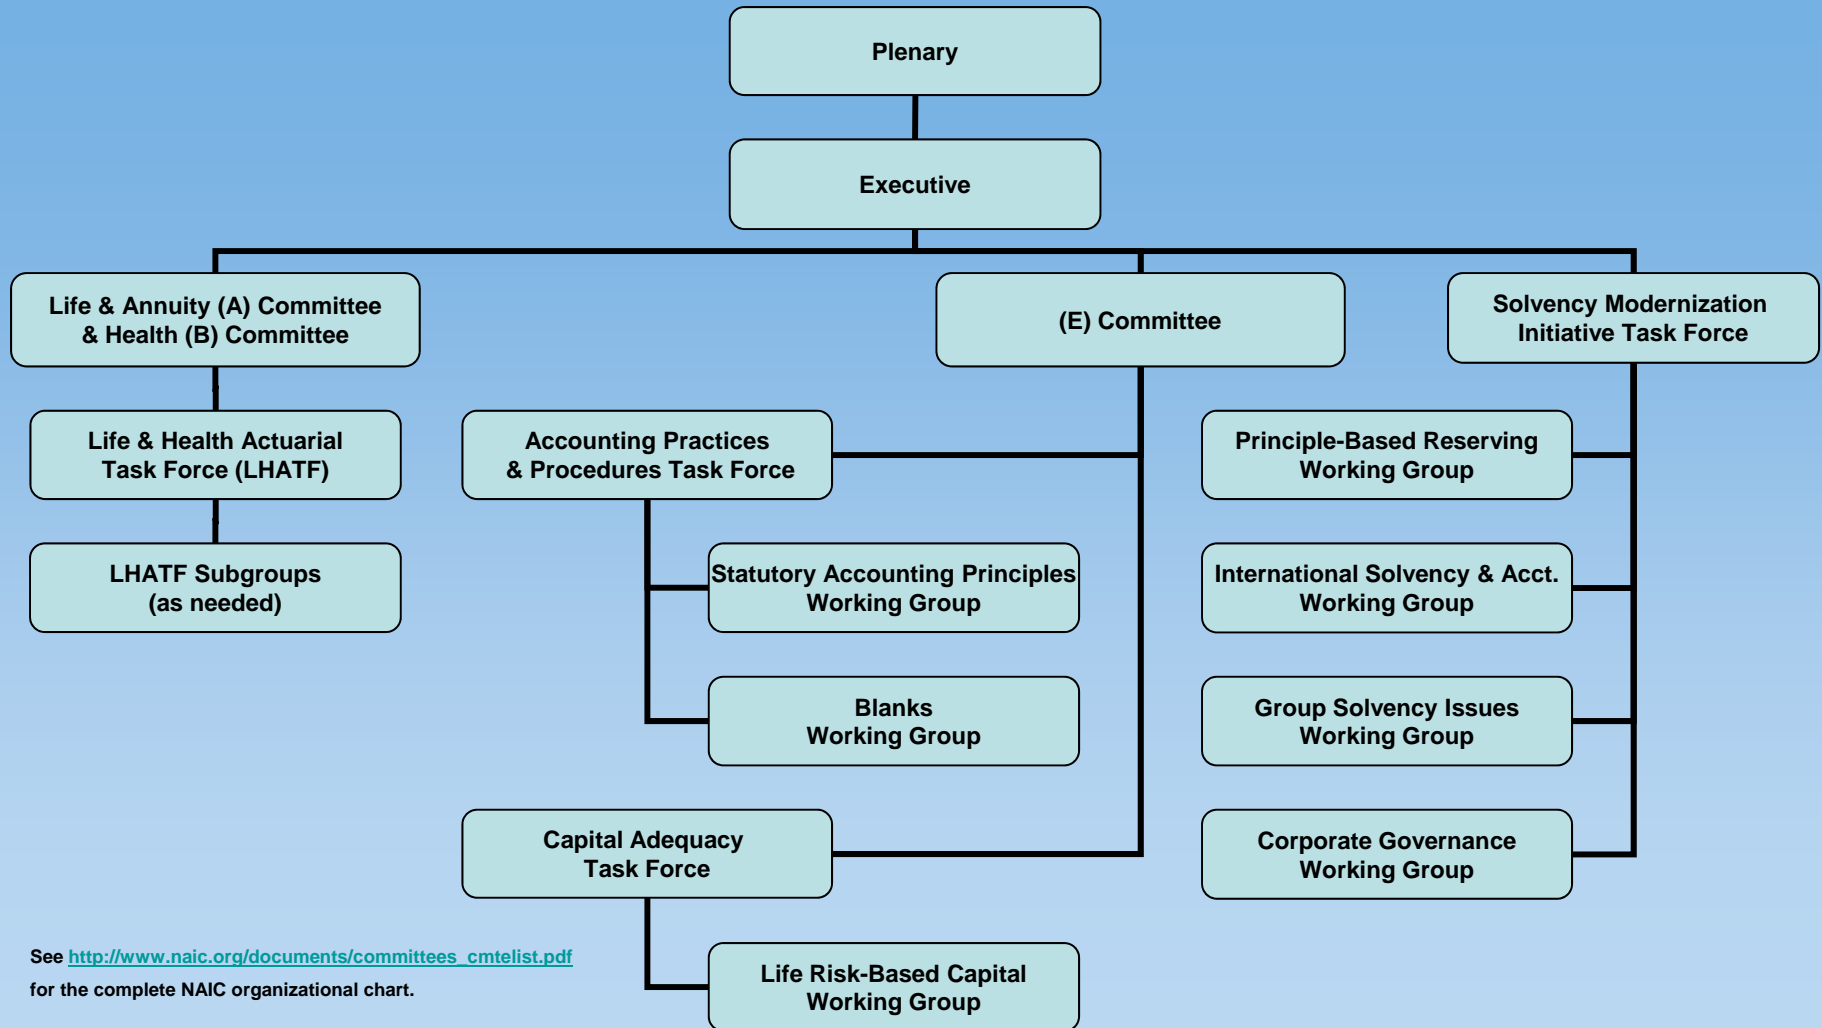 Plenary
Executive
Life & Annuity (A) Committee
& Health (B) Committee
(E) Committee
Solvency Modernization
Initiative Task Force
Life & Health Actuarial
Task Force (LHATF)
Accounting Practices
& Procedures Task Force
Principle-Based Reserving
Working Group
LHATF Subgroups
(as needed)
Statutory Accounting Principles
Working Group
International Solvency & Acct.
Working Group
Blanks
Working Group
Group Solvency Issues
Working Group
Capital Adequacy
Task Force
Corporate Governance
Working Group
Life Risk-Based Capital
Working Group
See http://www.naic.org/documents/committees_cmtelist.pdf
for the complete NAIC organizational chart.